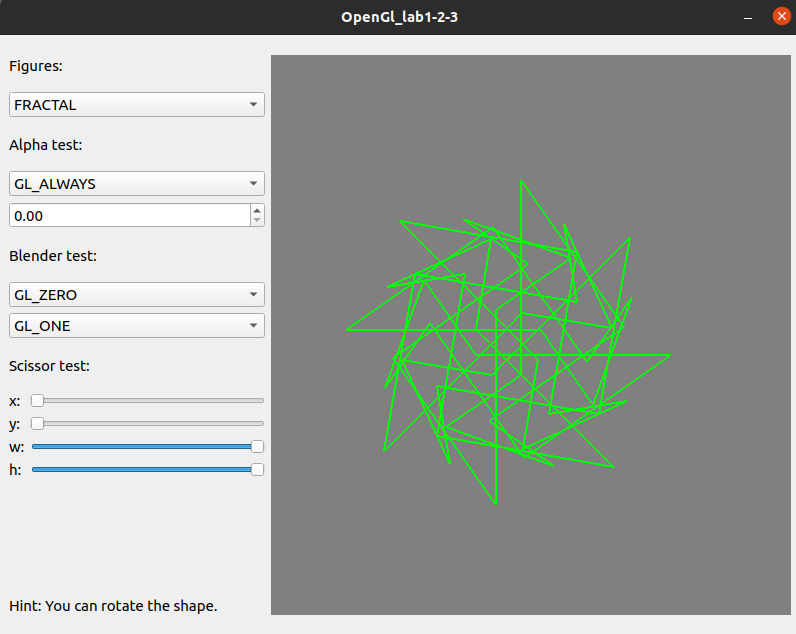 OpenGl_lab1-2-3
Figures:
FRACTAL
Alpha test:
GL_ALWAYS
0.00
Blender test:
GL_ZERO
GL_ONE
Scissor test:
x:
y:
w:
h:
Hint: You can rotate the shape.